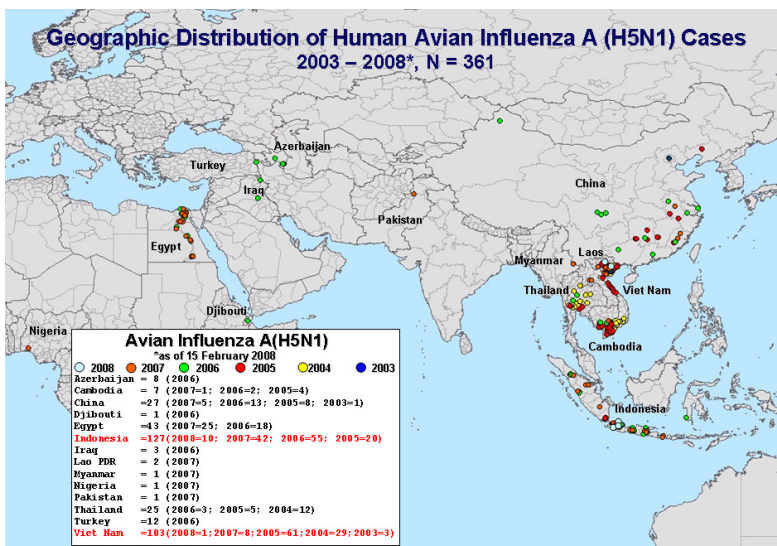 Geographic Distribution of Human Avian Influenza A (H5N1) Cases
2003 – 2008*, N = 361
Azerbaijan
Turkey
Iraq
China
Pakistan
Egypt
Laos
Myanmar
Thailand
Viet Nam
Djibouti
Nigeria
Cambodia
Indonesia
Avian Influenza A(H5N1)
*as of 15 February 2008
2008 2007 2006 2005 2004 2003
Azerbaijan = 8 (2006)
Cambodia = 7 (2007=1; 2006=2; 2005=4)
China =27 (2007=5; 2006=13; 2005=8; 2003=1)
Djibouti = 1 (2006)
Egypt =43 (2007=25; 2006=18)
Indonesia =127(2008=10; 2007=42; 2006=55; 2005=20)
Iraq = 3 (2006)
Lao PDR = 2 (2007)
Myanmar = 1 (2007)
Nigeria = 1 (2007)
Pakistan = 1 (2007)
Thailand =25 (2006=3; 2005=5; 2004=12)
Turkey =12 (2006)
Viet Nam =103(2008=1;2007=8;2005=61;2004=29;2003=3)